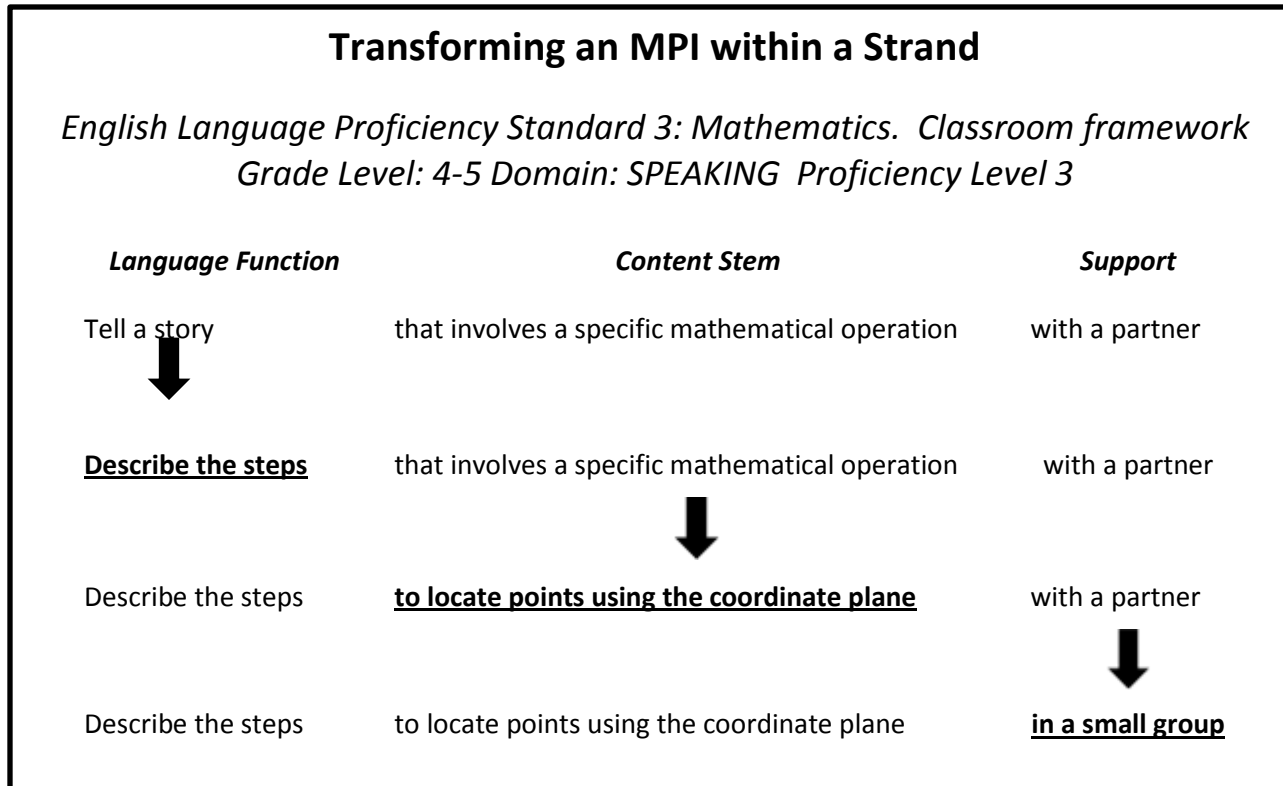 Transforming an MPI within a Strand
English Language Proficiency Standard 3: Mathematics. Classroom framework
Grade Level: 4-5 Domain: SPEAKING Proficiency Level 3
Language Function Content Stem Support
Tell a story that involves a specific mathematical operation with a partner
Describe the steps that involves a specific mathematical operation with a partner
Describe the steps to locate points using the coordinate plane with a partner
Describe the steps to locate points using the coordinate plane in a small group